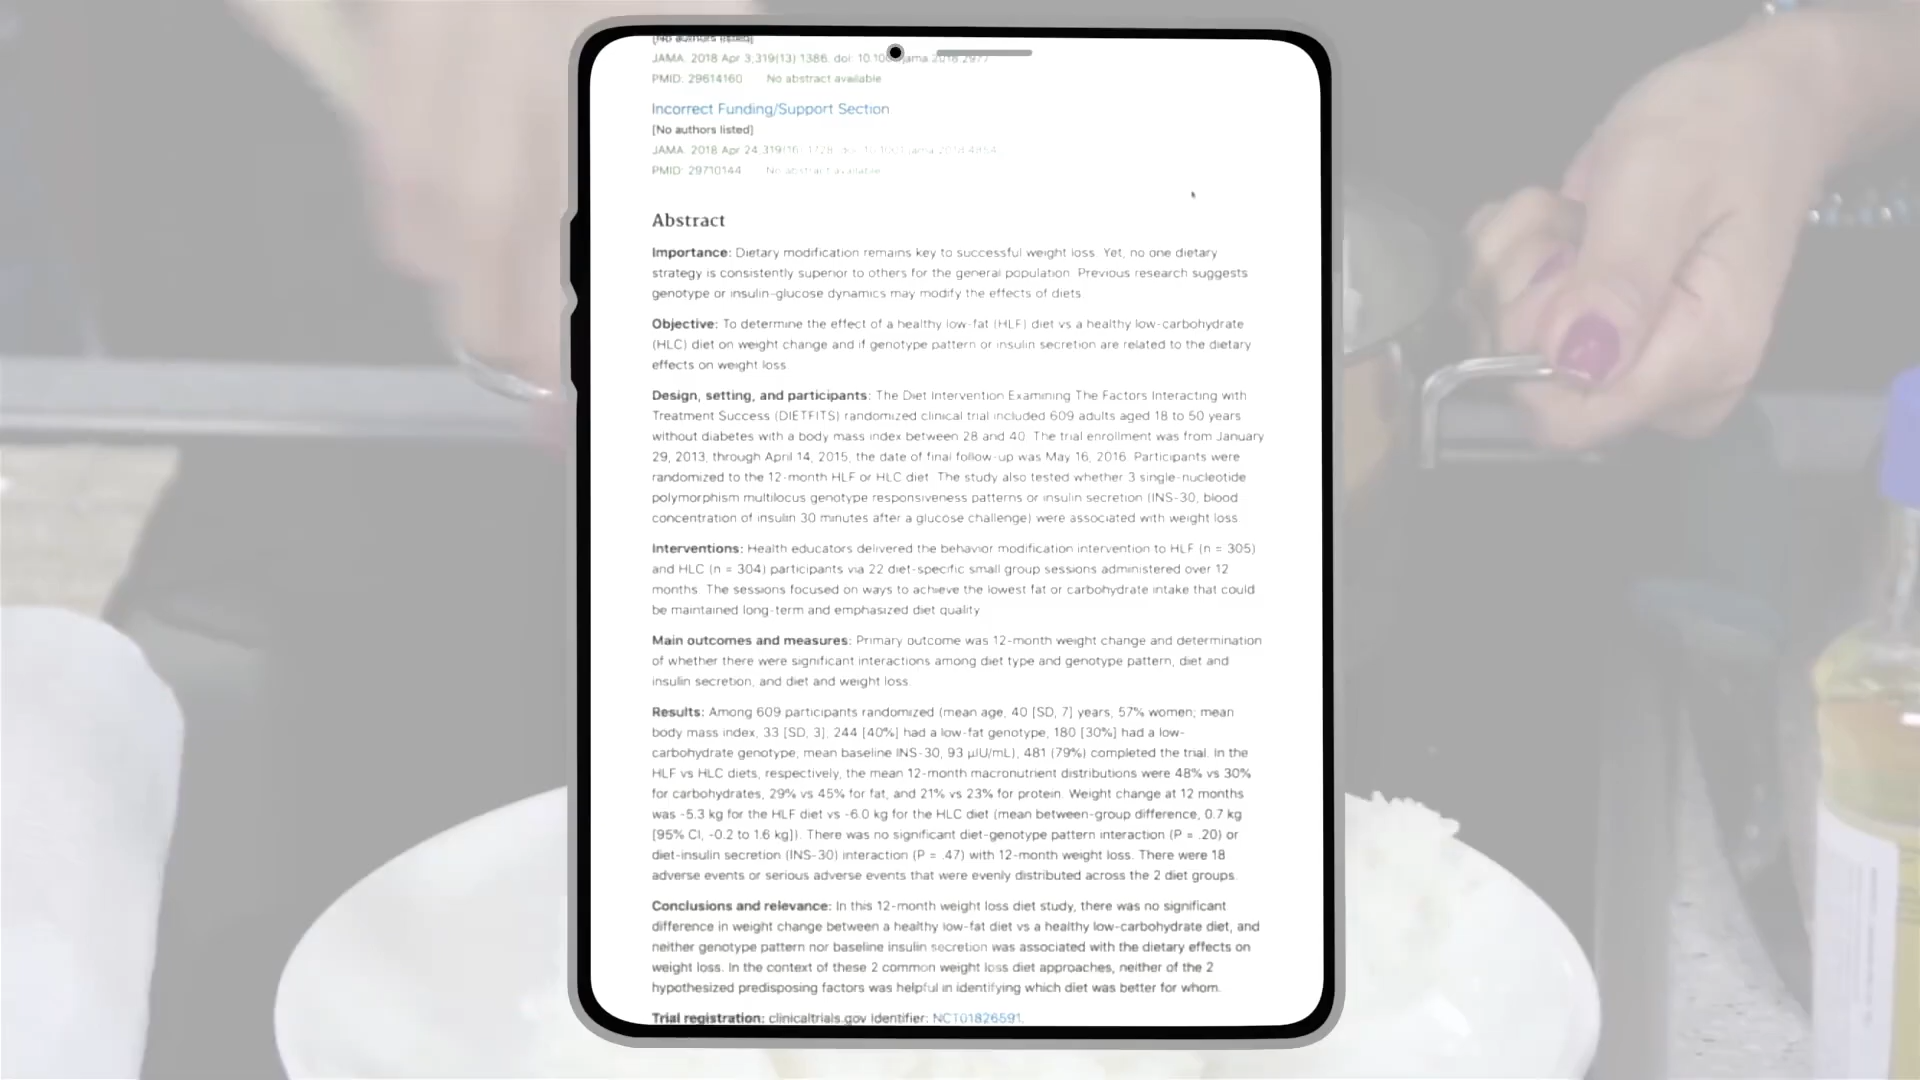 [No authors listed]
JAMA. 2018 Apr 3;319(13) 1386. doi: 10.100 jama 2018.2977
PMID: 29614160 No abstract available
Incorrect Funding/Support Section
[No authors listed]
JAMA. 2018 Apr 24;319(16) 1728. doi: 10.1001 jama 2018.4854.
PMID: 29710144 No abstract available
Abstract
Importance: Dietary modification remains key to successful weight loss. Yet, no one dietary
strategy is consistently superior to others for the general population. Previous research suggests
genotype or insulin-glucose dynamics may modify the effects of diets
Objective: To determine the effect of a healthy low-fat (HLF) diet vs a healthy low-carbohydrate
(HLC) diet on weight change and if genotype pattern or insulin secretion are related to the dietary
effects on weight loss
Design, setting, and participants: The Diet Intervention Examining The Factors Interacting with
Treatment Success (DIETFITS) randomized clinical trial included 609 adults aged 18 to 50 years
without diabetes with a body mass index between 28 and 40. The trial enrollment was from January
29, 2013, through April 14, 2015, the date of final follow-up was May 16, 2016. Participants were
randomized to the 12-month HLF or HLC diet. The study also tested whether 3 single-nucleotide
polymorphism multilocus genotype responsiveness patterns or insulin secretion (INS-30, blood
concentration of insulin 30 minutes after a glucose challenge) were associated with weight loss.
Interventions: Health educators delivered the behavior modification intervention to HLF (n = 305)
and HLC (n = 304) participants via 22 diet-specific small group sessions administered over 12
months. The sessions focused on ways to achieve the lowest fat or carbohydrate intake that could
be maintained long-term and emphasized diet quality
Main outcomes and measures: Primary outcome was 12-month weight change and determination
of whether there were significant interactions among diet type and genotype pattern, diet and
insulin secretion, and diet and weight loss
Results: Among 609 participants randomized (mean age, 40 [SD, 7] years, 57% women; mean
body mass index, 33 [SD, 3], 244 [40%] had a low-fat genotype, 180 [30%] had a low-
carbohydrate genotype, mean baseline INS-30, 93 μIU/mL), 481 (79%) completed the trial. In the
HLF vs HLC diets, respectively, the mean 12-month macronutrient distributions were 48% vs 30%
for carbohydrates, 29% vs 45% for fat, and 21% vs 23% for protein. Weight change at 12 months
was -5.3 kg for the HLF diet vs -6.0 kg for the HLC diet (mean between-group difference, 0.7 kg
[95% CI, -0.2 to 1.6 kg]). There was no significant diet-genotype pattern interaction (P = .20) or
diet-insulin secretion (INS-30) interaction (P = .47) with 12-month weight loss. There were 18
adverse events or serious adverse events that were evenly distributed across the 2 diet groups.
Conclusions and relevance: In this 12-month weight loss diet study, there was no significant
difference in weight change between a healthy low-fat diet vs a healthy low-carbohydrate diet, and
neither genotype pattern nor baseline insulin secretion was associated with the dietary effects on
weight loss. In the context of these 2 common weight loss diet approaches, neither of the 2
hypothesized predisposing factors was helpful in identifying which diet was better for whom.
Trial registration: clinicaltrials.gov Identifier: NCT01826591.